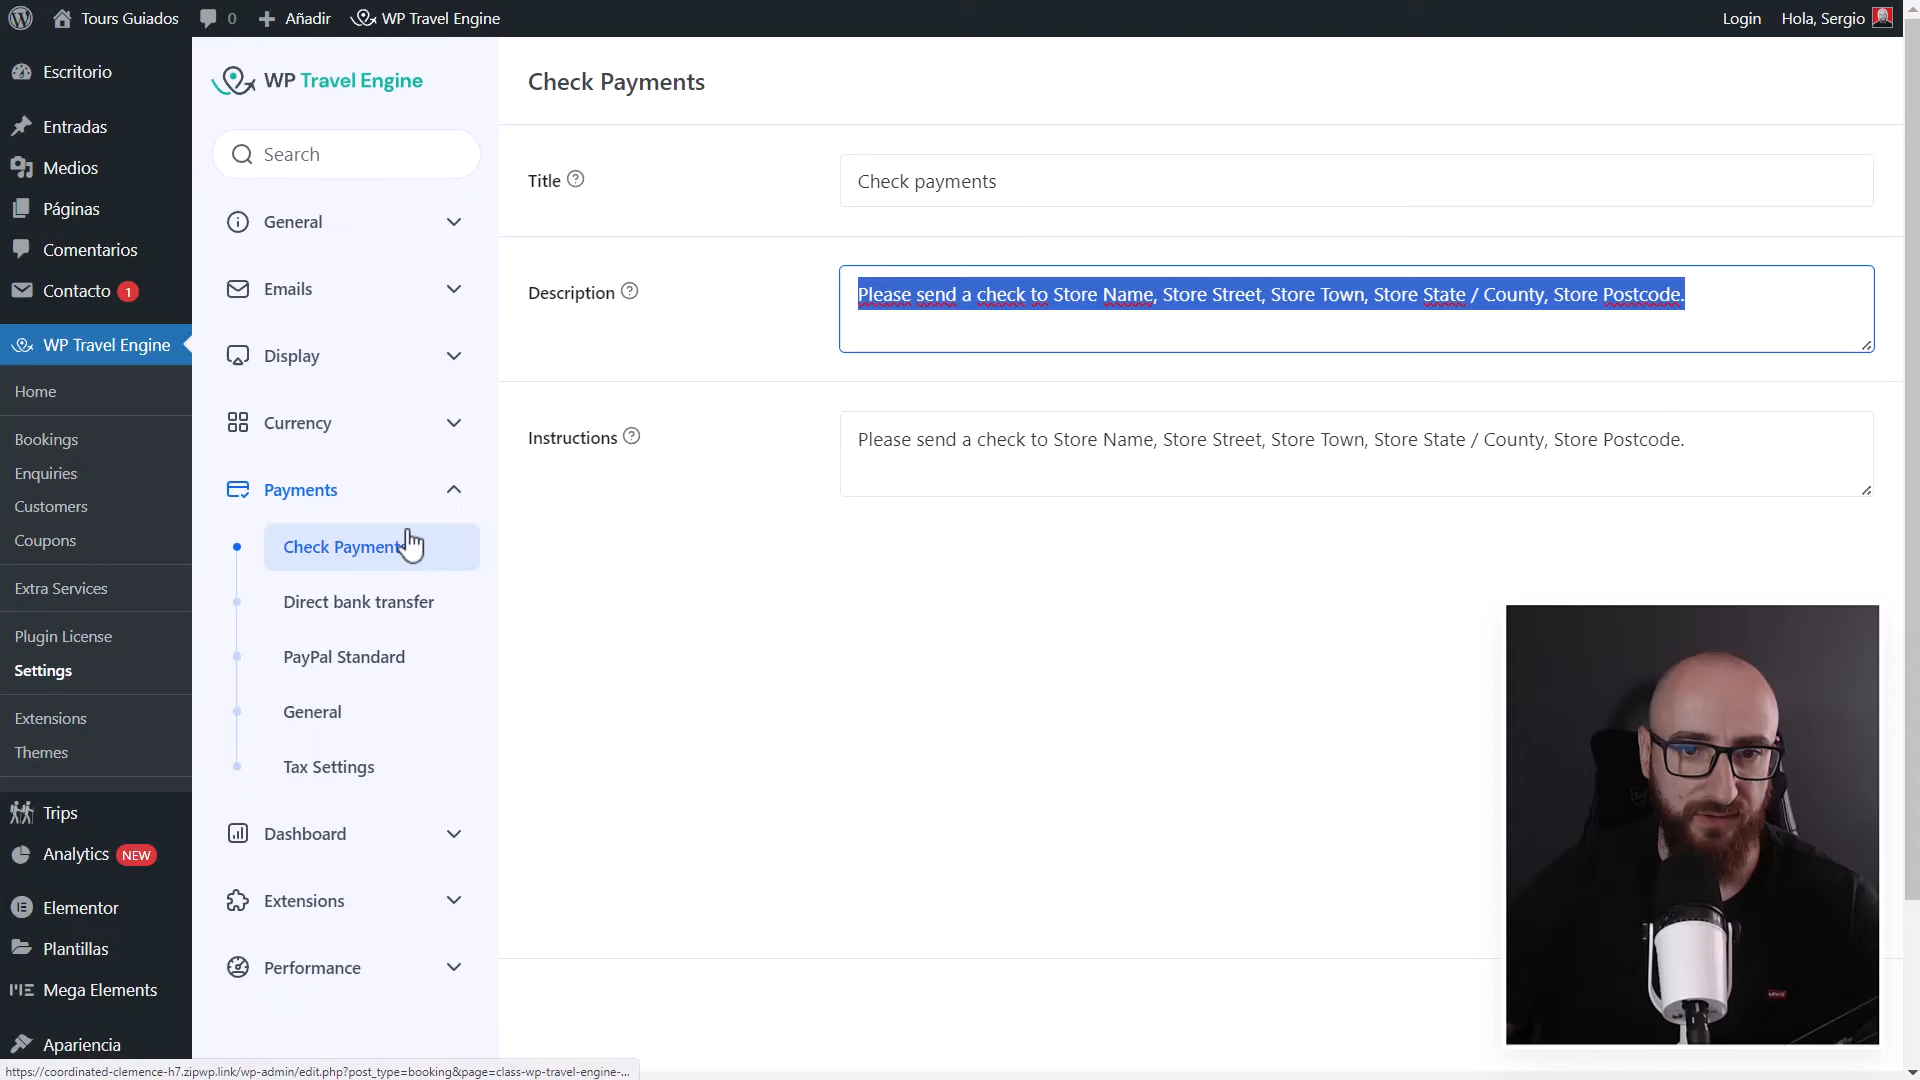 Tours Guiados
0
Añadir
WP Travel Engine
Login
Hola, Sergio
Escritorio
Entradas
Medios
Páginas
Comentarios
Contacto 1
WP Travel Engine
Home
Bookings
Enquiries
Customers
Coupons
Extra Services
Plugin License
Settings
Extensions
Themes
Trips
Analytics NEW
Elementor
Plantillas
Mega Elements
Apariencia
WP Travel Engine
Search
General
Emails
Display
Currency
Payments
Check Payment
Direct bank transfer
PayPal Standard
General
Tax Settings
Dashboard
Extensions
Performance
Check Payments
Title
Check payments
Description
Please send a check to Store Name, Store Street, Store Town, Store State / County, Store Postcode.
Instructions
Please send a check to Store Name, Store Street, Store Town, Store State / County, Store Postcode.
https://coordinated-clemence-h7.zipwp.link/wp-admin/edit.php?post_type=booking&page=class-wp-travel-engine-...